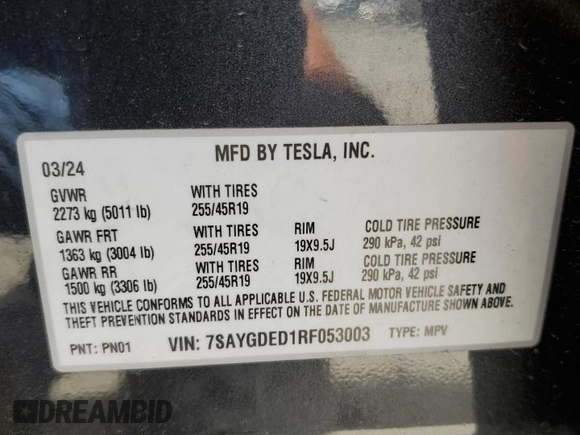 MFD BY TESLA, INC.
03/24
GVWR WITH TIRES
2273 kg (5011 lb) 255/45R19
GAWR FRT WITH TIRES RIM COLD TIRE PRESSURE
1363 kg (3004 lb) 255/45R19 19X9.5J 290 kPa, 42 psi
GAWR RR WITH TIRES RIM COLD TIRE PRESSURE
1500 kg (3306 lb) 255/45R19 19X9.5J 290 kPa, 42 psi
THIS VEHICLE CONFORMS TO ALL APPLICABLE U.S. FEDERAL MOTOR VEHICLE SAFETY AND
THEFT PREVENTION STANDARDS IN EFFECT ON THE DATE OF MANUFACTURE SHOWN ABOVE.
PNT: PN01 VIN: 7SAYGDED1RF053003 TYPE: MPV
DREAMBID